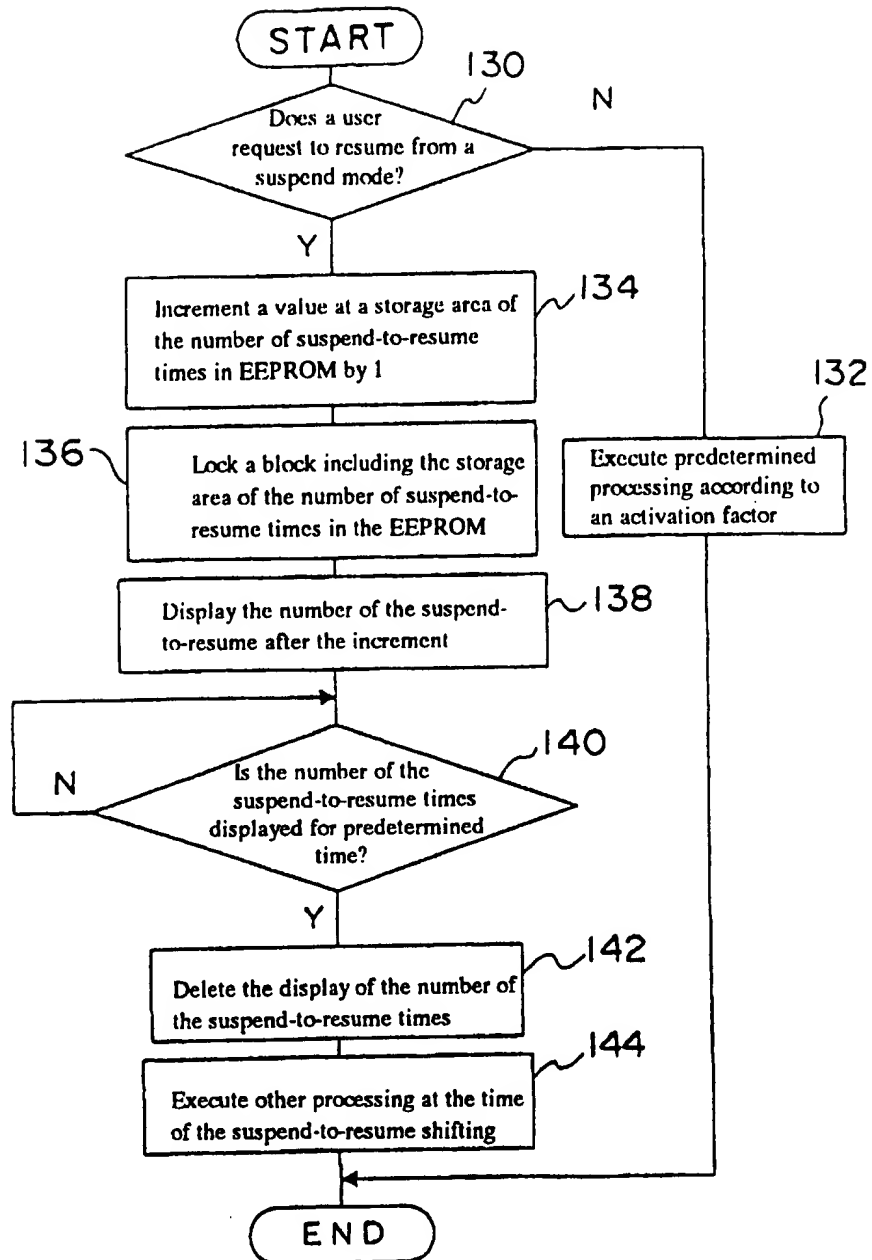 START
130
N
Does a user
request to resume from a
suspend mode?
Y
134
Increment a value at a storage area of
the number of suspend-to-resume
times in EEPROM by 1
132
Execute predetermined
processing according to
an activation factor
136
Lock a block including the storage
area of the number of suspend-to-
resume times in the EEPROM
138
Display the number of the suspend-
to-resume after the increment
140
N
Is the number of the
suspend-to-resume times
displayed for predetermined
time?
Y
142
Delete the display of the number of
the suspend-to-resume times
144
Execute other processing at the time
of the suspend-to-resume shifting
END